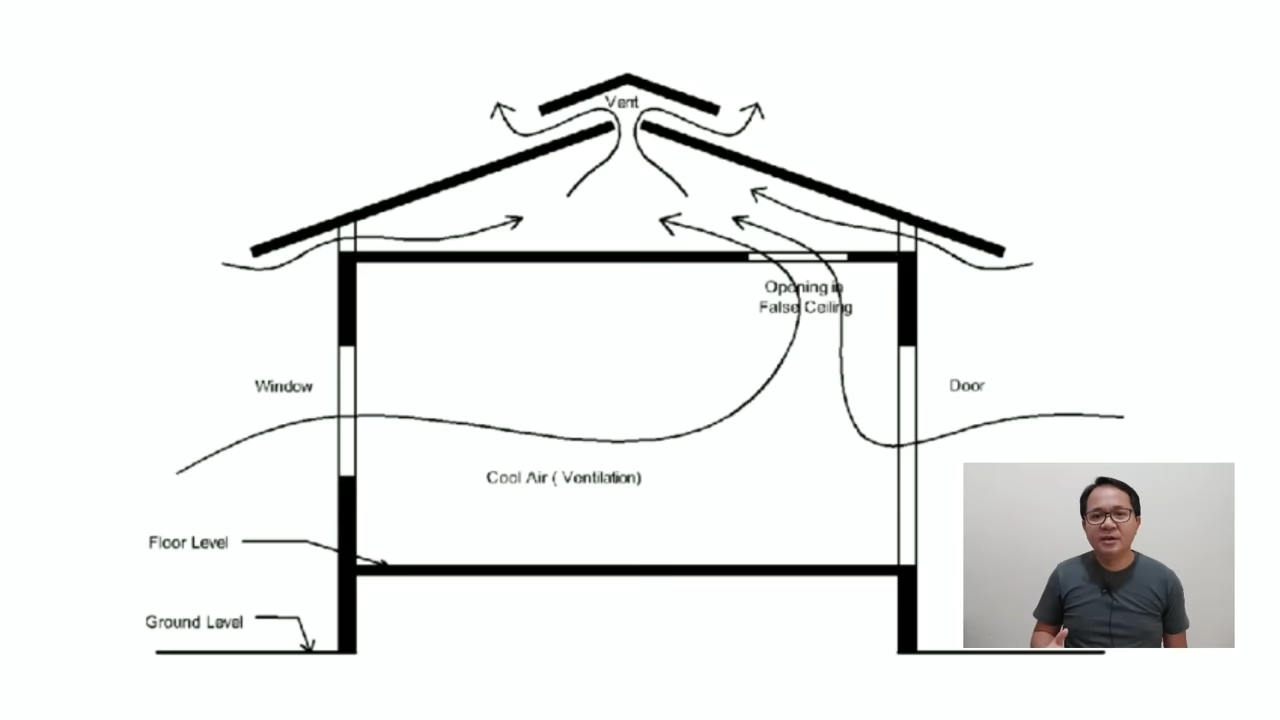 Vent
Opening in
False Ceiling
Window
Door
Cool Air ( Ventilation)
Floor Level
Ground Level